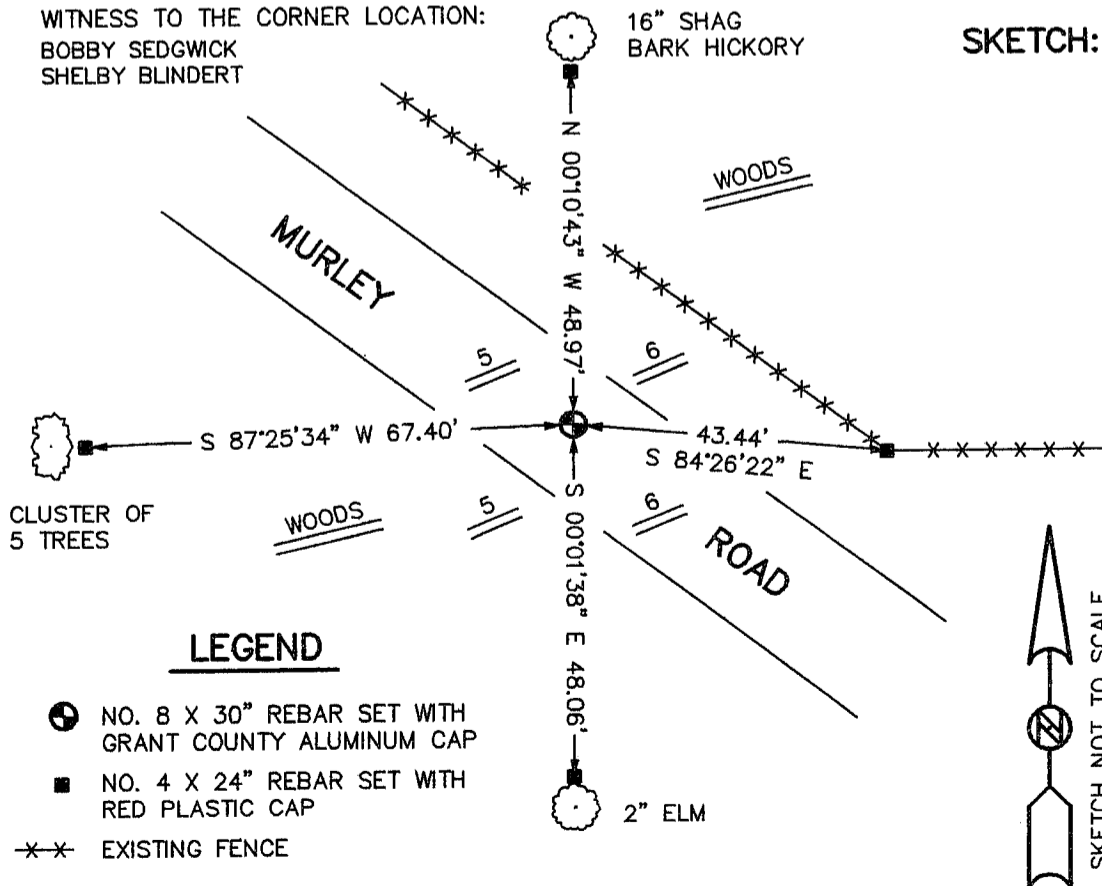 WITNESS TO THE CORNER LOCATION:
BOBBY SEDGWICK
SHELBY BLINDERT
16" SHAG
BARK HICKORY
SKETCH:
WOODS
N 00°10'43" W 48.97'
MURLEY
5
6
S 87°25'34" W 67.40'
43.44'
S 84°26'22" E
CLUSTER OF
5 TREES
WOODS
5
6
S 00°01'38" E 48.06'
ROAD
LEGEND
NO. 8 X 30" REBAR SET WITH
GRANT COUNTY ALUMINUM CAP
NO. 4 X 24" REBAR SET WITH
RED PLASTIC CAP
EXISTING FENCE
2" ELM
N
SKETCH NOT TO SCALE